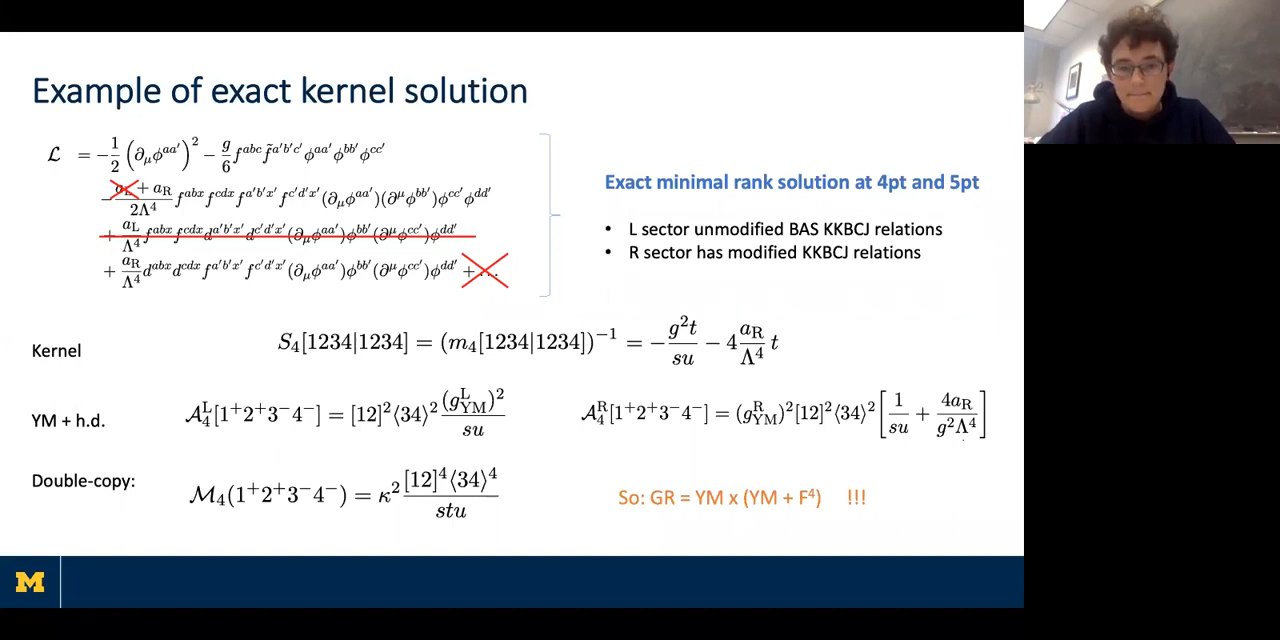 Example of exact kernel solution
ℒ = −1/2 (∂_μ ϕ^{aa′})² − g/6 f^{abc} f̃^{a′b′c′} ϕ^{aa′} ϕ^{bb′} ϕ^{cc′}
− (a_L + a_R)/(2Λ⁴) f^{abx} f^{cdx} f^{a′b′x′} f^{c′d′x′} (∂_μ ϕ^{aa′})(∂^μ ϕ^{bb′}) ϕ^{cc′} ϕ^{dd′}
+ a_L/Λ⁴ f^{abx} f^{cdx} d^{a′b′x′} d^{c′d′x′} (∂_μ ϕ^{aa′}) ϕ^{bb′} (∂^μ ϕ^{cc′}) ϕ^{dd′}
+ a_R/Λ⁴ d^{abx} d^{cdx} f^{a′b′x′} f^{c′d′x′} (∂_μ ϕ^{aa′}) ϕ^{bb′} (∂^μ ϕ^{cc′}) ϕ^{dd′} + ...
Exact minimal rank solution at 4pt and 5pt
• L sector unmodified BAS KKBCJ relations
• R sector has modified KKBCJ relations
Kernel
S₄[1234|1234] = (m₄[1234|1234])⁻¹ = −g²t/su − 4 a_R/Λ⁴ t
YM + h.d.
𝒜₄^L[1⁺2⁺3⁻4⁻] = [12]²⟨34⟩² (g_YM^L)²/su
𝒜₄^R[1⁺2⁺3⁻4⁻] = (g_YM^R)²[12]²⟨34⟩² [1/su + 4a_R/(g²Λ⁴)]
Double-copy:
ℳ₄(1⁺2⁺3⁻4⁻) = κ² [12]⁴⟨34⟩⁴/stu
So: GR = YM x (YM + F⁴) !!!
M